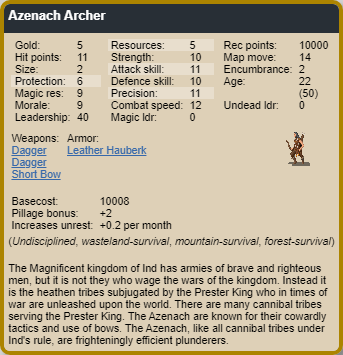 Azenach Archer
Gold: 5 Resources: 5 Rec points: 10000
Hit points: 11 Strength: 10 Map move: 14
Size: 2 Attack skill: 11 Encumbrance: 2
Protection: 6 Defence skill: 10 Age: 22
Magic res: 9 Precision: 11 (50)
Morale: 9 Combat speed: 12 Undead ldr: 0
Leadership: 40 Magic ldr: 0
Weapons: Armor:
Dagger Leather Hauberk
Dagger
Short Bow
Basecost: 10008
Pillage bonus: +2
Increases unrest: +0.2 per month
(Undisciplined, wasteland-survival, mountain-survival, forest-survival)
The Magnificent kingdom of Ind has armies of brave and righteous
men, but it is not they who wage the wars of the kingdom. Instead it
is the heathen tribes subjugated by the Prester King who in times of
war are unleashed upon the world. There are many cannibal tribes
serving the Prester King. The Azenach are known for their cowardly
tactics and use of bows. The Azenach, like all cannibal tribes under
Ind's rule, are frighteningly efficient plunderers.